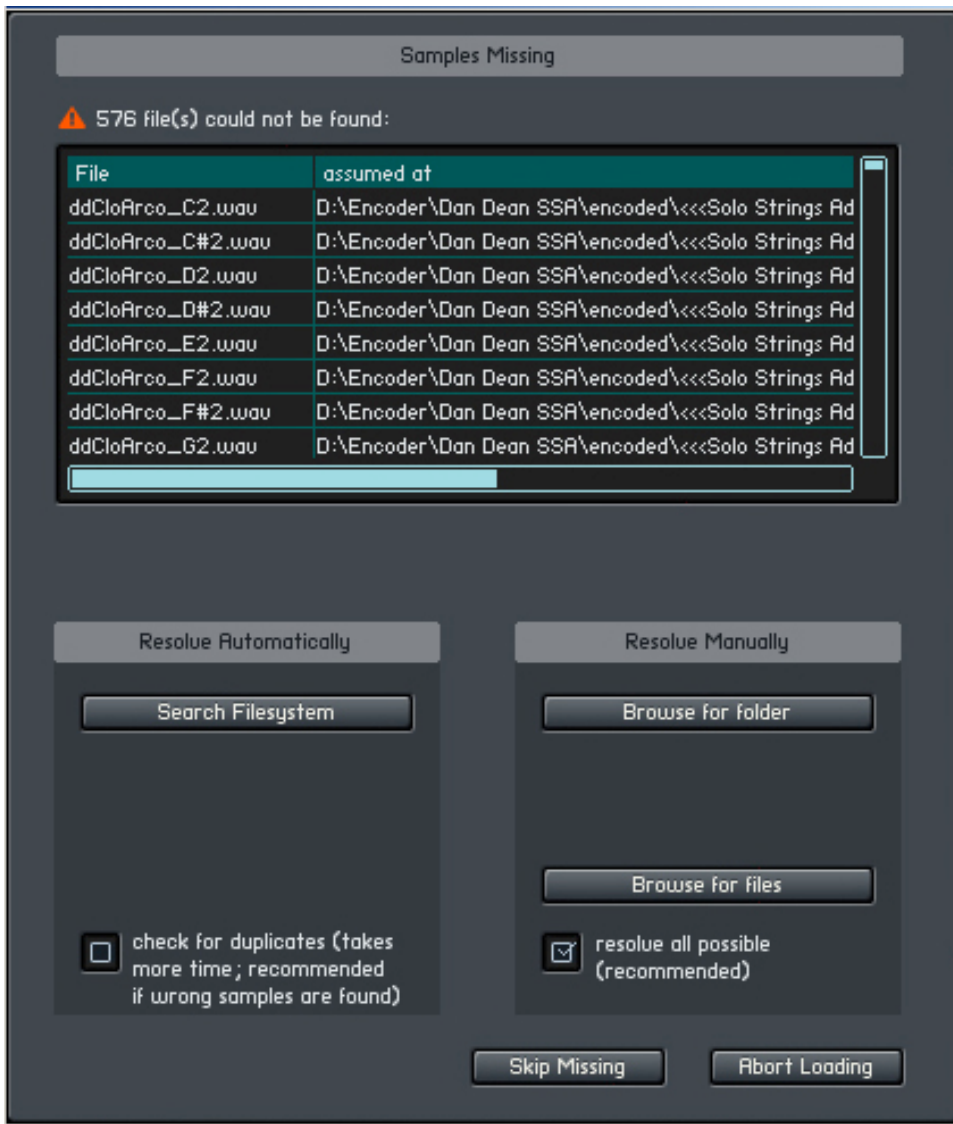 Samples Missing
576 file(s) could not be found:
File assumed at
ddCloArco_C2.wav D:\Encoder\Dan Dean SSA\encoded\<<<Solo Strings Ad
ddCloArco_C#2.wav D:\Encoder\Dan Dean SSA\encoded\<<<Solo Strings Ad
ddCloArco_D2.wav D:\Encoder\Dan Dean SSA\encoded\<<<Solo Strings Ad
ddCloArco_D#2.wav D:\Encoder\Dan Dean SSA\encoded\<<<Solo Strings Ad
ddCloArco_E2.wav D:\Encoder\Dan Dean SSA\encoded\<<<Solo Strings Ad
ddCloArco_F2.wav D:\Encoder\Dan Dean SSA\encoded\<<<Solo Strings Ad
ddCloArco_F#2.wav D:\Encoder\Dan Dean SSA\encoded\<<<Solo Strings Ad
ddCloArco_G2.wav D:\Encoder\Dan Dean SSA\encoded\<<<Solo Strings Ad
Resolve Automatically
Search Filesystem
check for duplicates (takes
more time; recommended
if wrong samples are found)
Resolve Manually
Browse for folder
Browse for files
resolve all possible
(recommended)
Skip Missing
Abort Loading